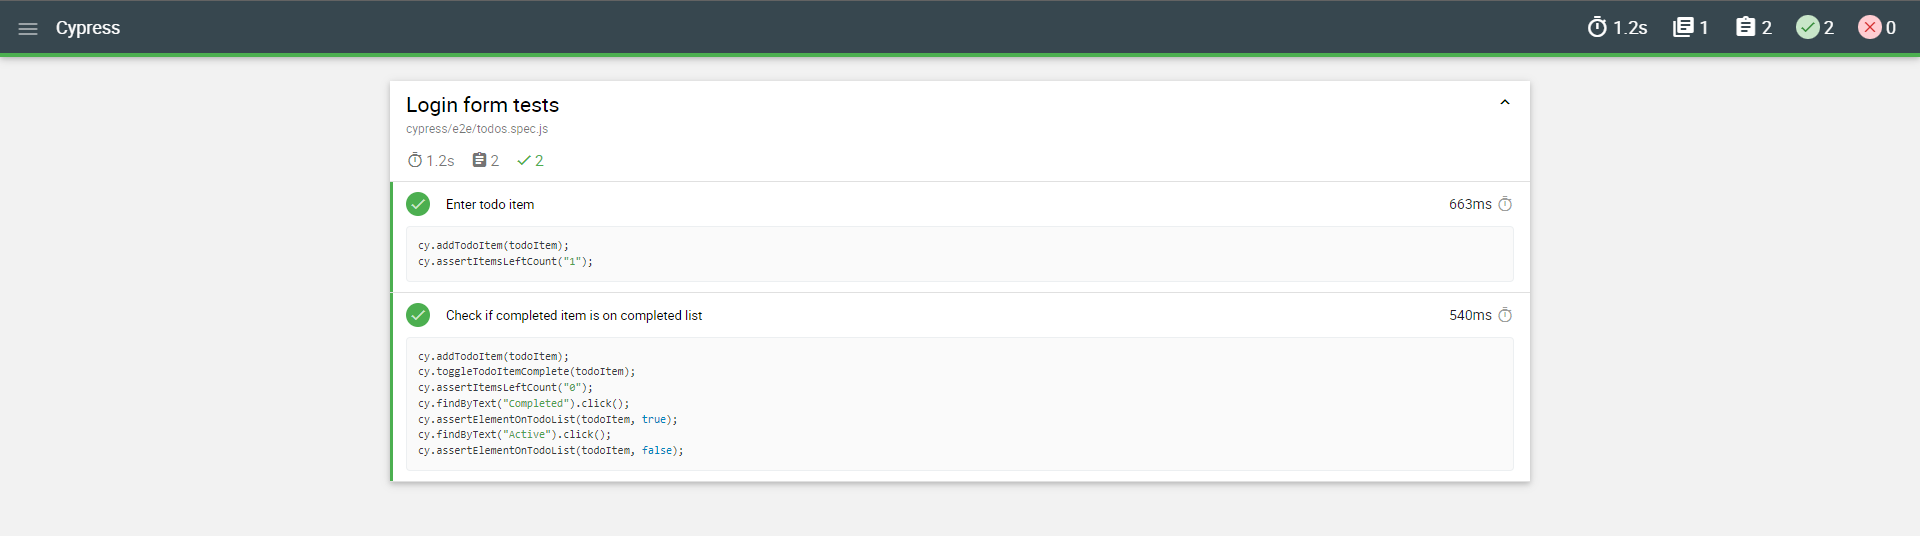 Cypress
1.2s 1 2 2 0
Login form tests
cypress/e2e/todos.spec.js
1.2s 2 2
Enter todo item 663ms
cy.addTodoItem(todoItem);
cy.assertItemsLeftCount("1");
Check if completed item is on completed list 540ms
cy.addTodoItem(todoItem);
cy.toggleTodoItemComplete(todoItem);
cy.assertItemsLeftCount("0");
cy.findByText("Completed").click();
cy.assertElementOnTodoList(todoItem, true);
cy.findByText("Active").click();
cy.assertElementOnTodoList(todoItem, false);